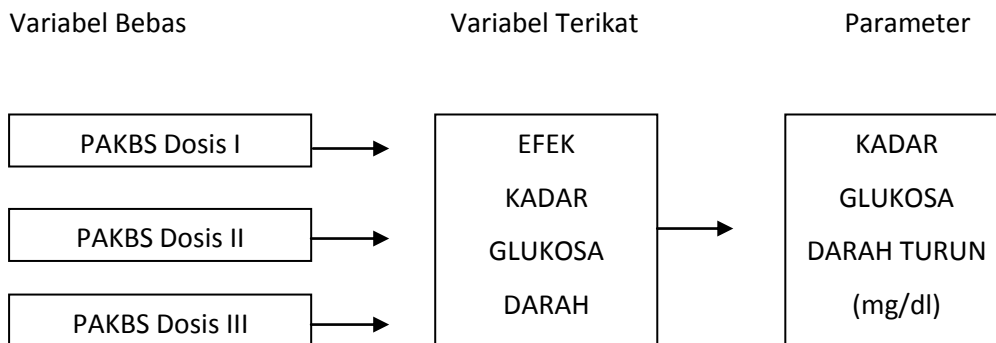 Variabel Bebas
Variabel Terikat
Parameter
PAKBS Dosis I
PAKBS Dosis II
PAKBS Dosis III
EFEK
KADAR
GLUKOSA
DARAH
KADAR
GLUKOSA
DARAH TURUN
(mg/dl)